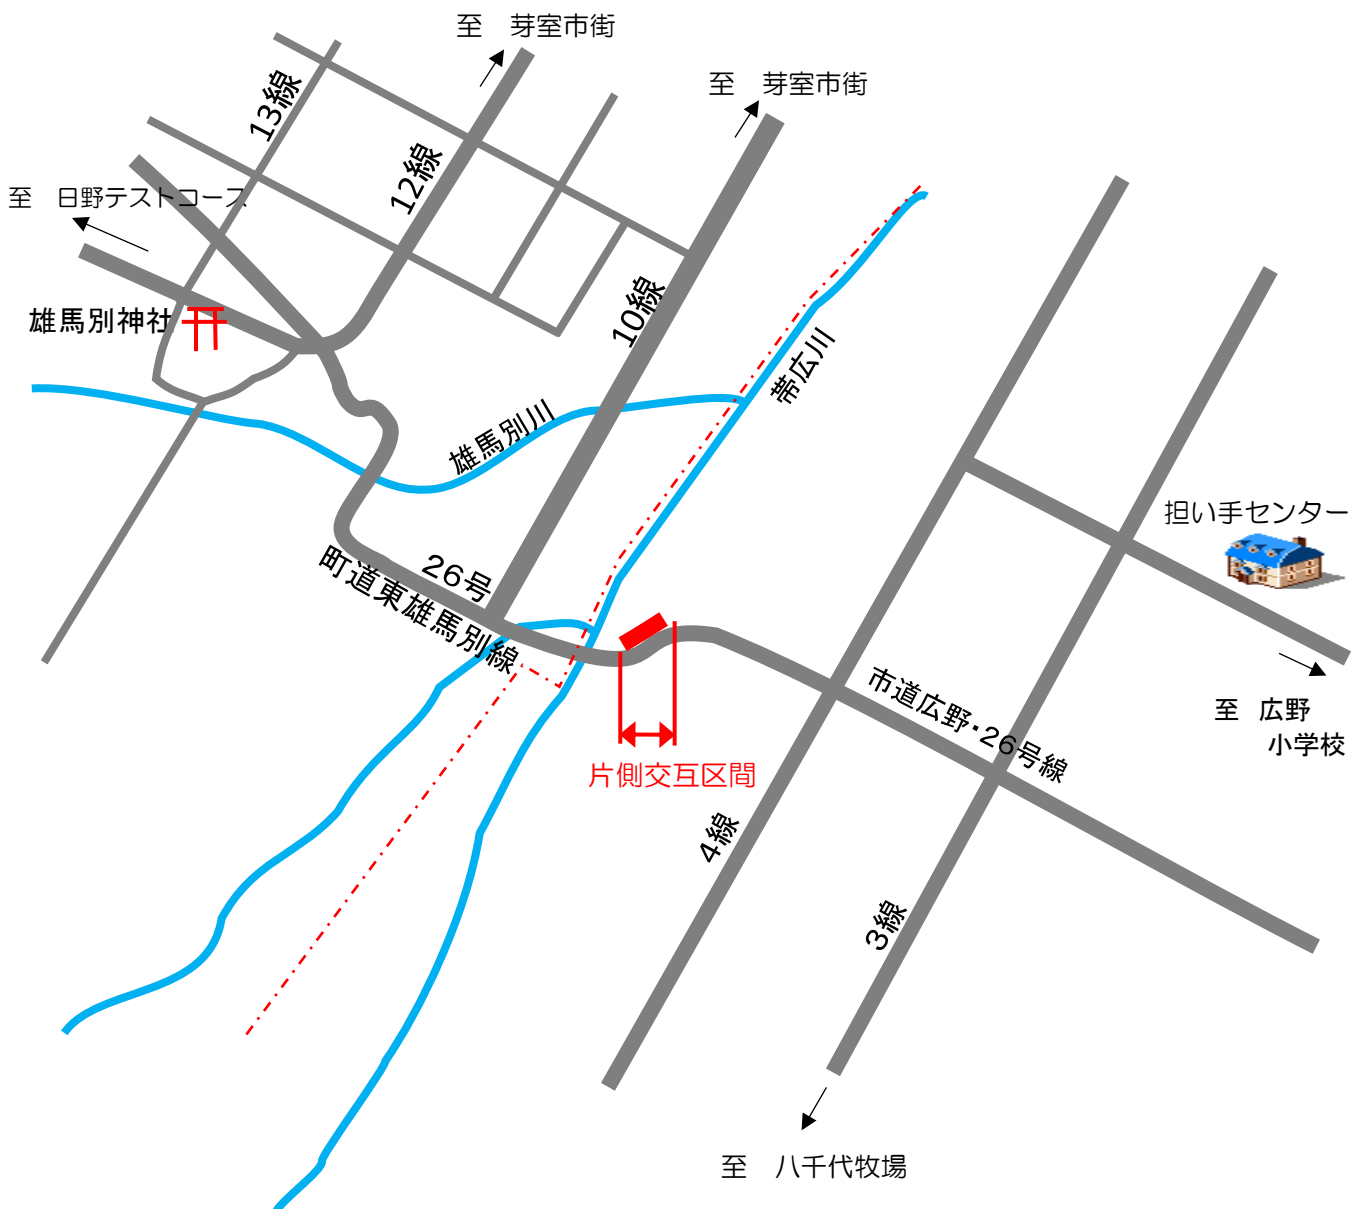 至　芽室市街
至　芽室市街
13線
12線
至　日野テストコース
10線
雄馬別神社
帯広川
雄馬別川
担い手センター
26号
町道東雄馬別線
市道広野・26号線
至　広野
小学校
片側交互区間
4線
3線
至　八千代牧場